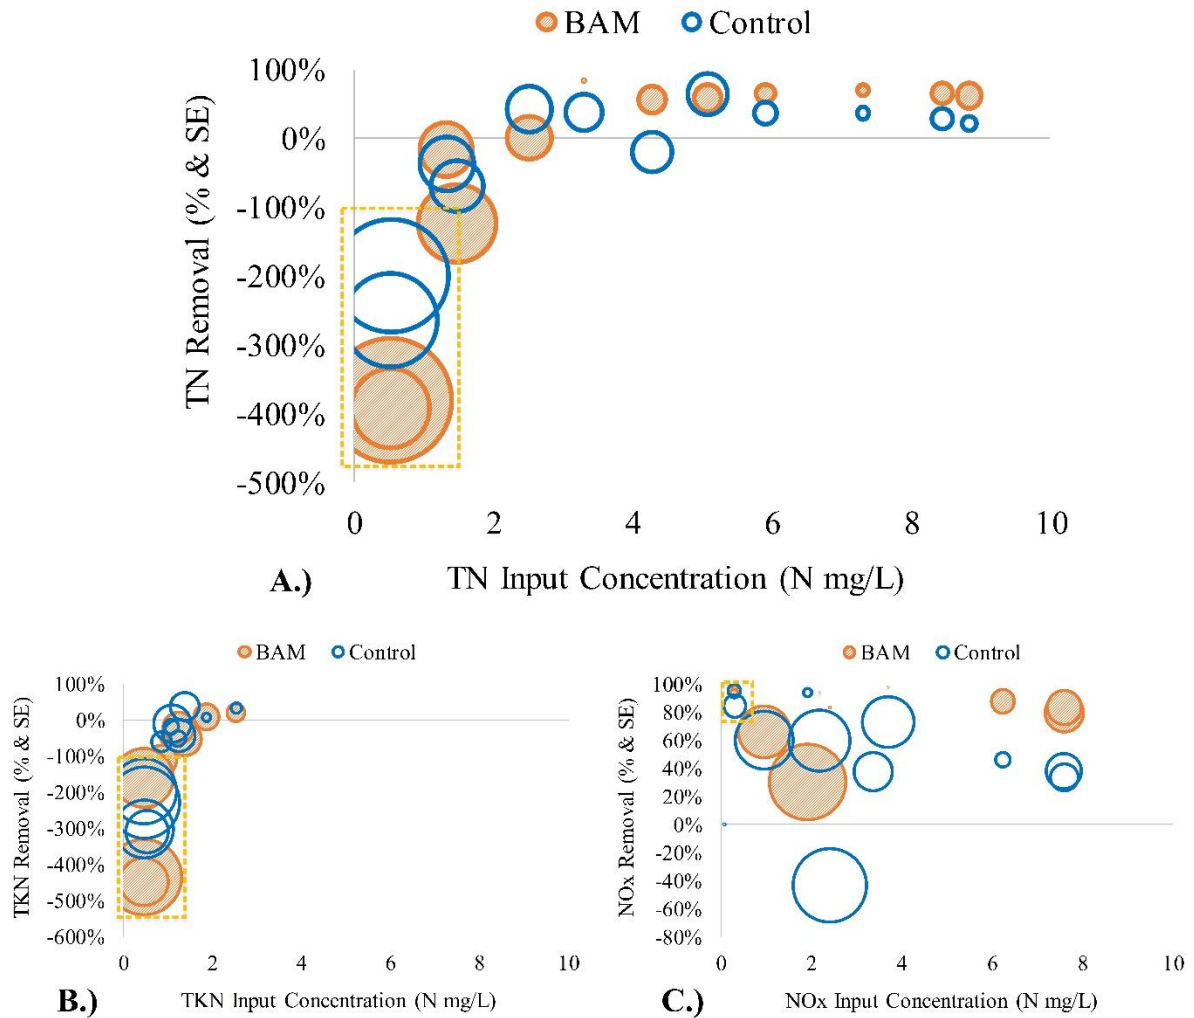 BAM Control
TN Removal (% & SE)
100%
0%
-100%
-200%
-300%
-400%
-500%
0 2 4 6 8 10
A.) TN Input Concentration (N mg/L)
BAM Control
TKN Removal (% & SE)
100%
0%
-100%
-200%
-300%
-400%
-500%
-600%
0 2 4 6 8 10
B.) TKN Input Concentration (N mg/L)
BAM Control
NOx Removal (% & SE)
100%
80%
60%
40%
20%
0%
-20%
-40%
-60%
-80%
0 2 4 6 8 10
C.) NOx Input Concentration (N mg/L)